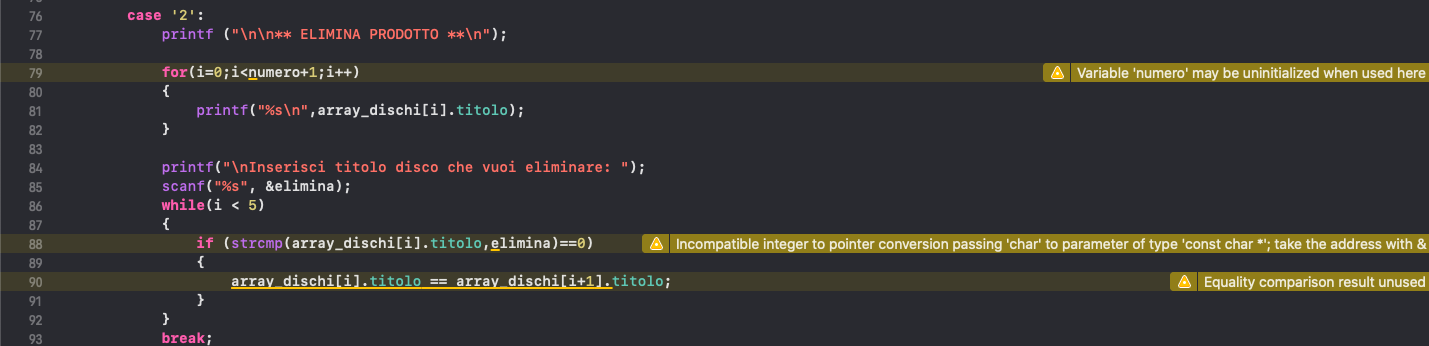 76 case '2':
77 printf ("\n\n** ELIMINA PRODOTTO **\n");
78
79 for(i=0;i<numero+1;i++) Variable 'numero' may be uninitialized when used here
80 {
81 printf("%s\n",array_dischi[i].titolo);
82 }
83
84 printf("\nInserisci titolo disco che vuoi eliminare: ");
85 scanf("%s", &elimina);
86 while(i < 5)
87 {
88 if (strcmp(array_dischi[i].titolo,elimina)==0) Incompatible integer to pointer conversion passing 'char' to parameter of type 'const char *'; take the address with &
89 {
90 array_dischi[i].titolo == array_dischi[i+1].titolo; Equality comparison result unused
91 }
92 }
93 break;